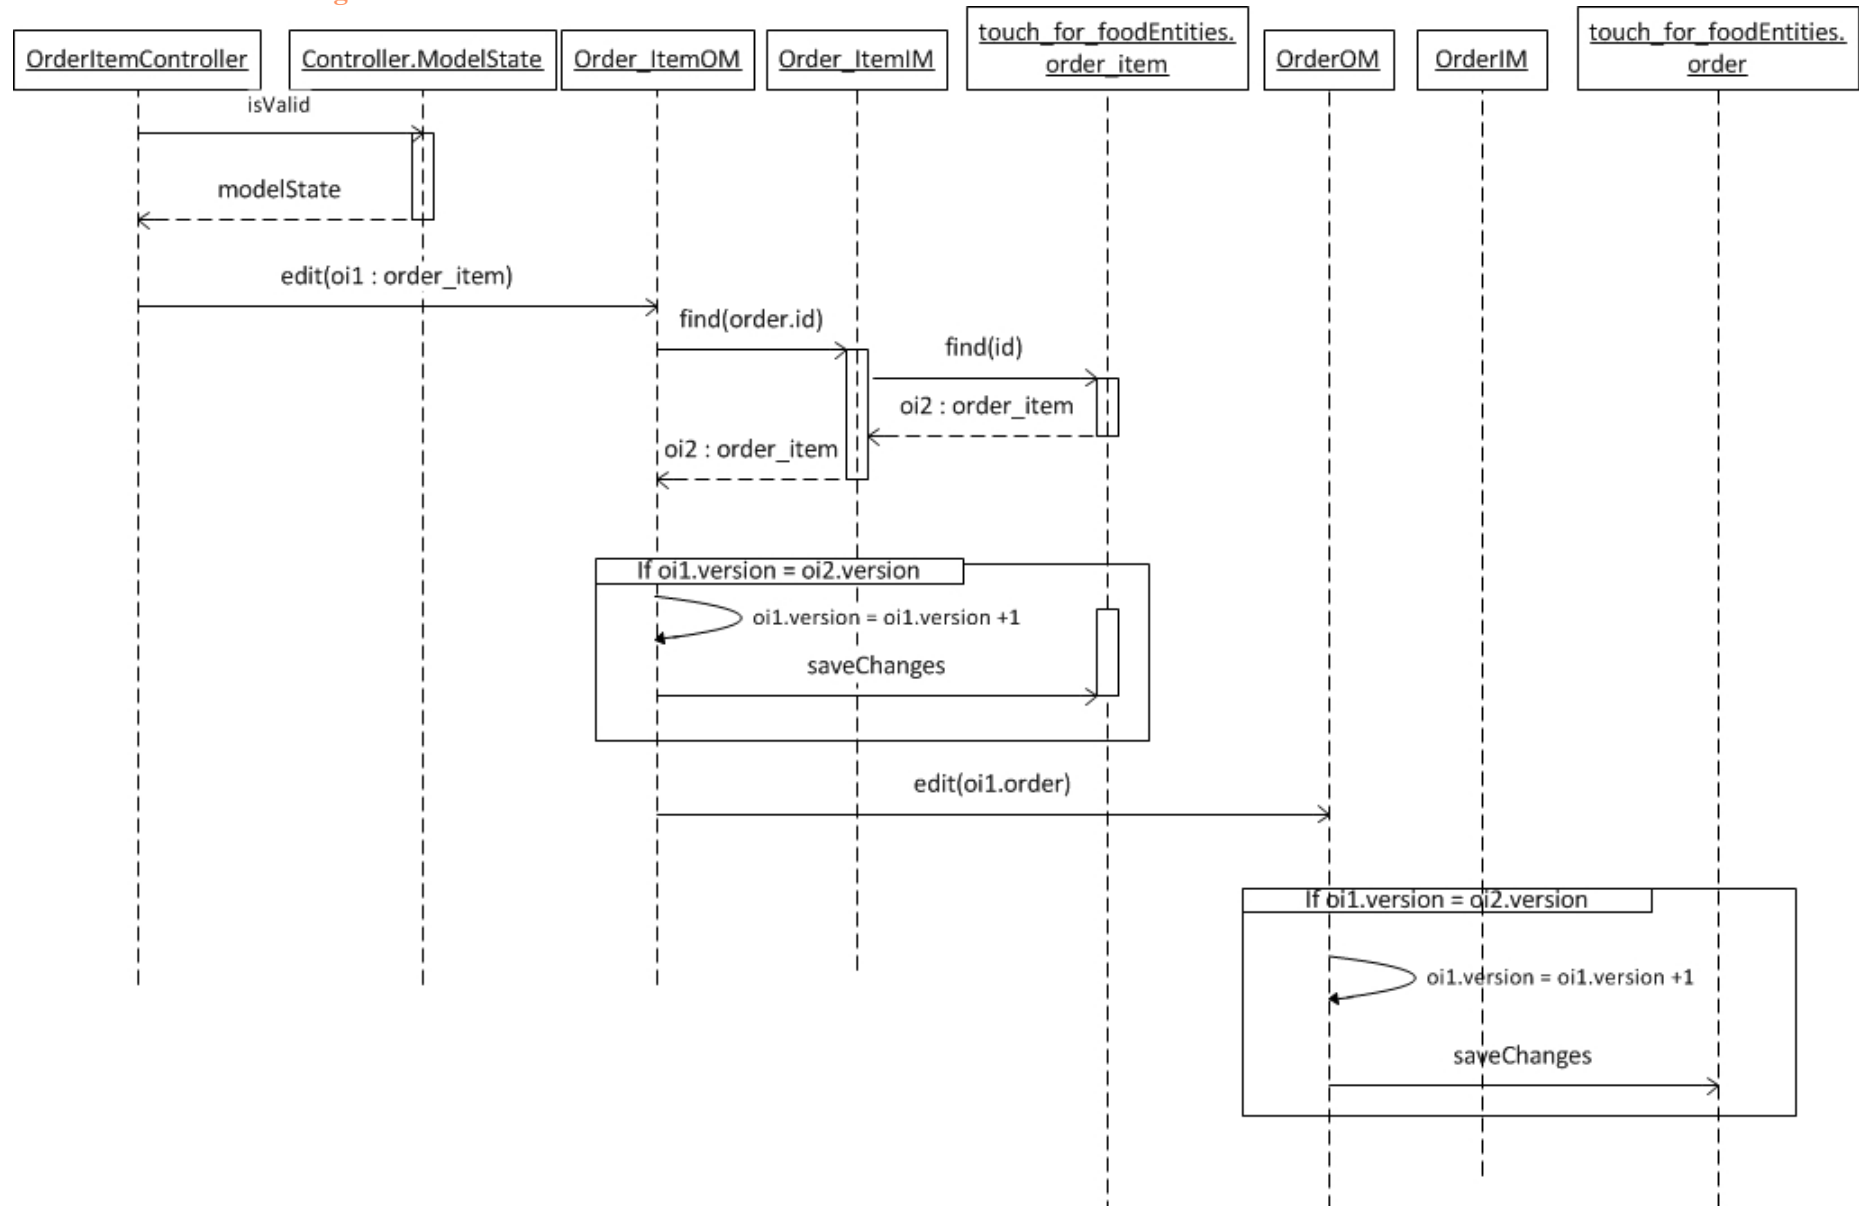 OrderItemController
Controller.ModelState
Order_ItemOM
Order_ItemIM
touch_for_foodEntities.
order_item
OrderOM
OrderIM
touch_for_foodEntities.
order
isValid
modelState
edit(oi1 : order_item)
find(order.id)
find(id)
oi2 : order_item
oi2 : order_item
If oi1.version = oi2.version
oi1.version = oi1.version +1
saveChanges
edit(oi1.order)
If oi1.version = oi2.version
oi1.version = oi1.version +1
saveChanges